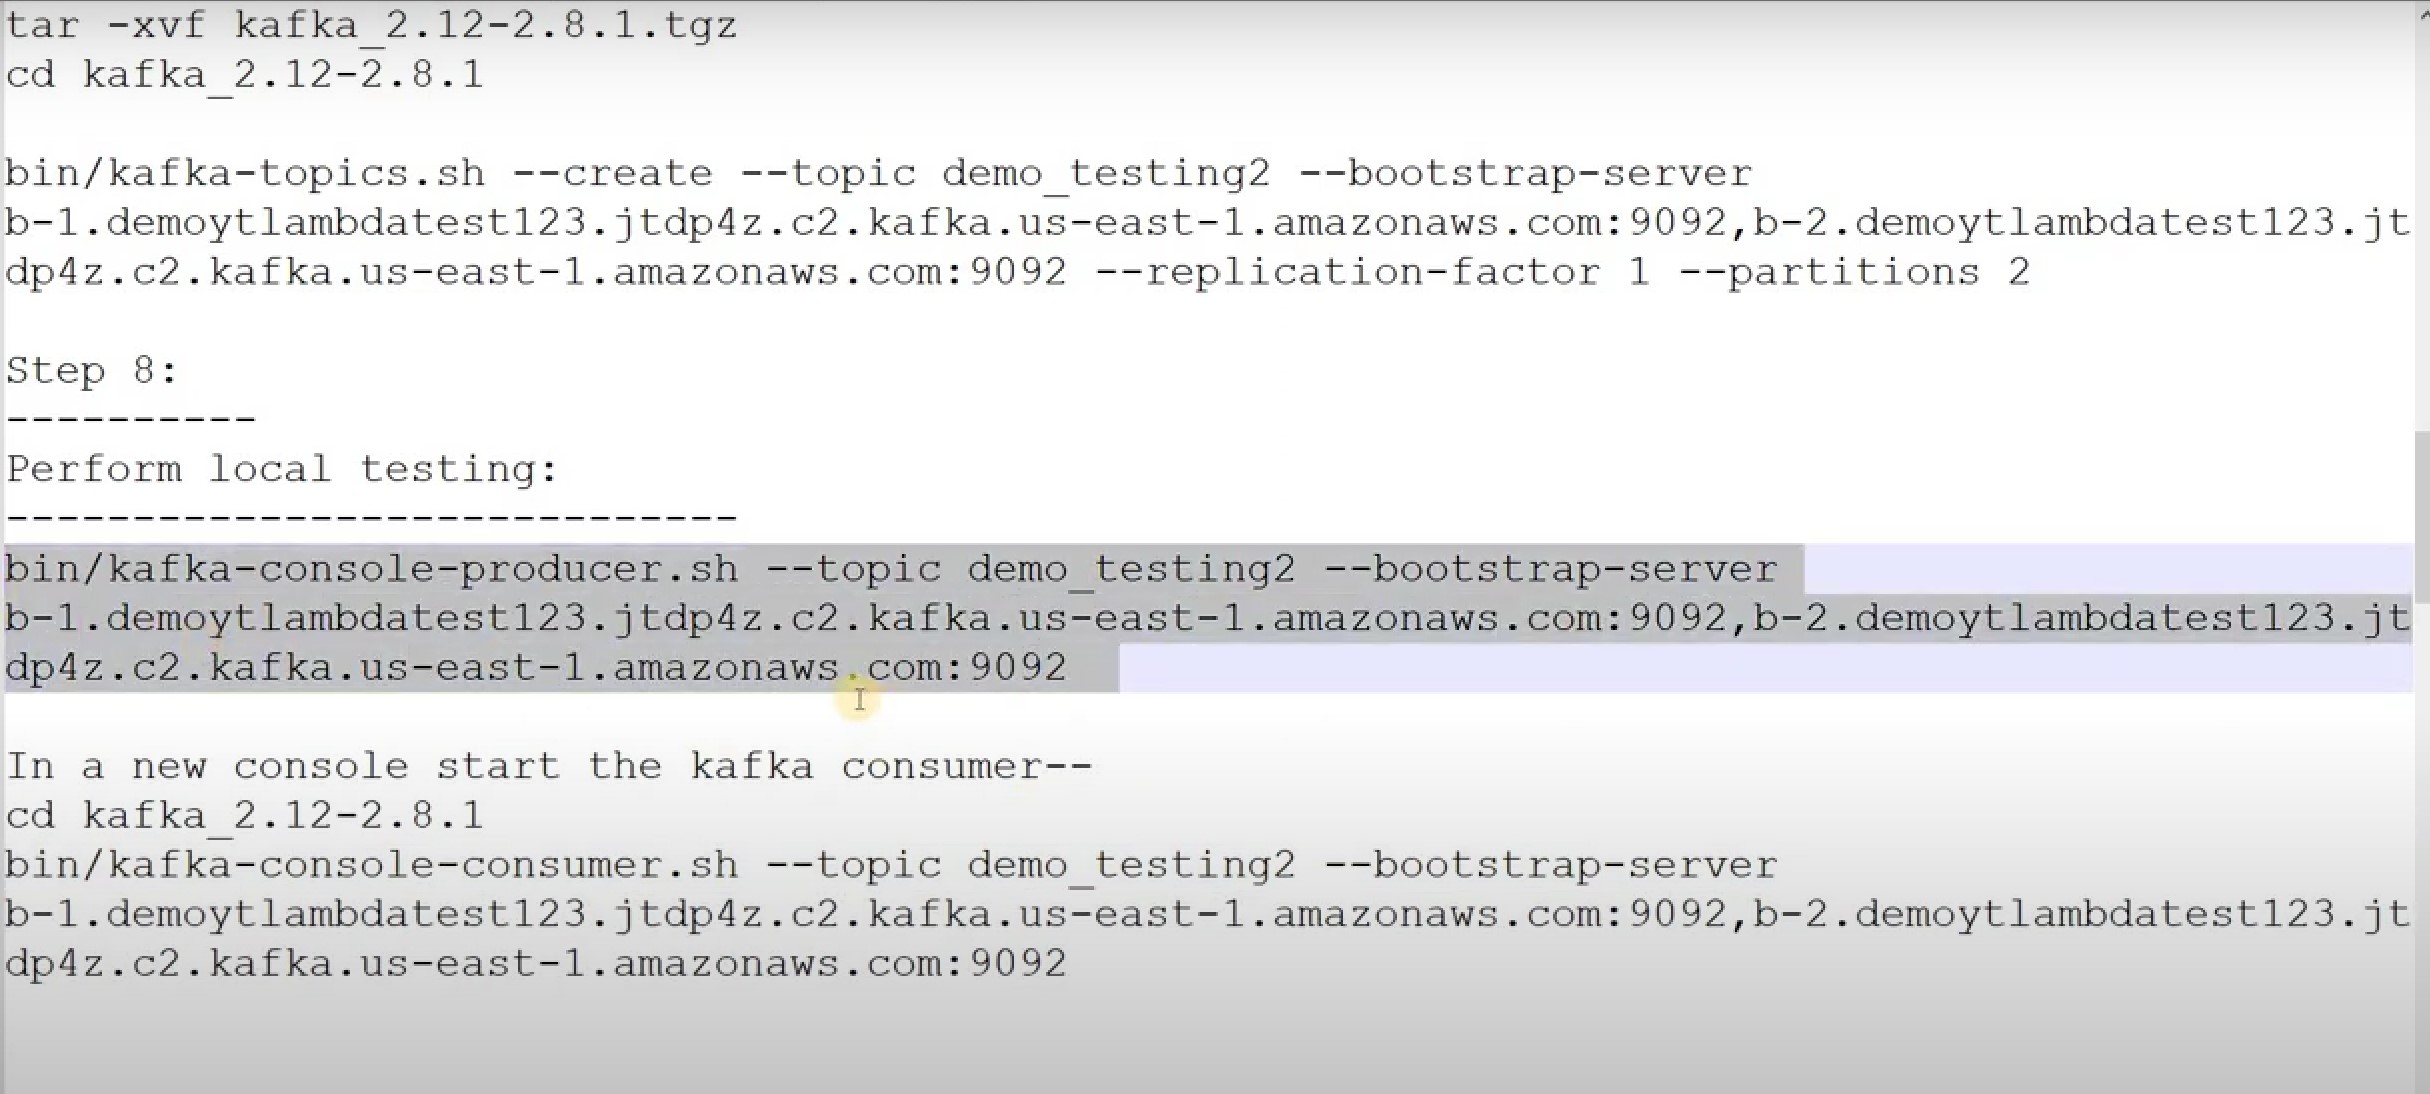 tar -xvf kafka_2.12-2.8.1.tgz
cd kafka_2.12-2.8.1
bin/kafka-topics.sh --create --topic demo_testing2 --bootstrap-server
b-1.demoytlambdatest123.jtdp4z.c2.kafka.us-east-1.amazonaws.com:9092,b-2.demoytlambdatest123.jt
dp4z.c2.kafka.us-east-1.amazonaws.com:9092 --replication-factor 1 --partitions 2
Step 8:
----------
Perform local testing:
-----------------------------
bin/kafka-console-producer.sh --topic demo_testing2 --bootstrap-server
b-1.demoytlambdatest123.jtdp4z.c2.kafka.us-east-1.amazonaws.com:9092,b-2.demoytlambdatest123.jt
dp4z.c2.kafka.us-east-1.amazonaws.com:9092
In a new console start the kafka consumer--
cd kafka_2.12-2.8.1
bin/kafka-console-consumer.sh --topic demo_testing2 --bootstrap-server
b-1.demoytlambdatest123.jtdp4z.c2.kafka.us-east-1.amazonaws.com:9092,b-2.demoytlambdatest123.jt
dp4z.c2.kafka.us-east-1.amazonaws.com:9092